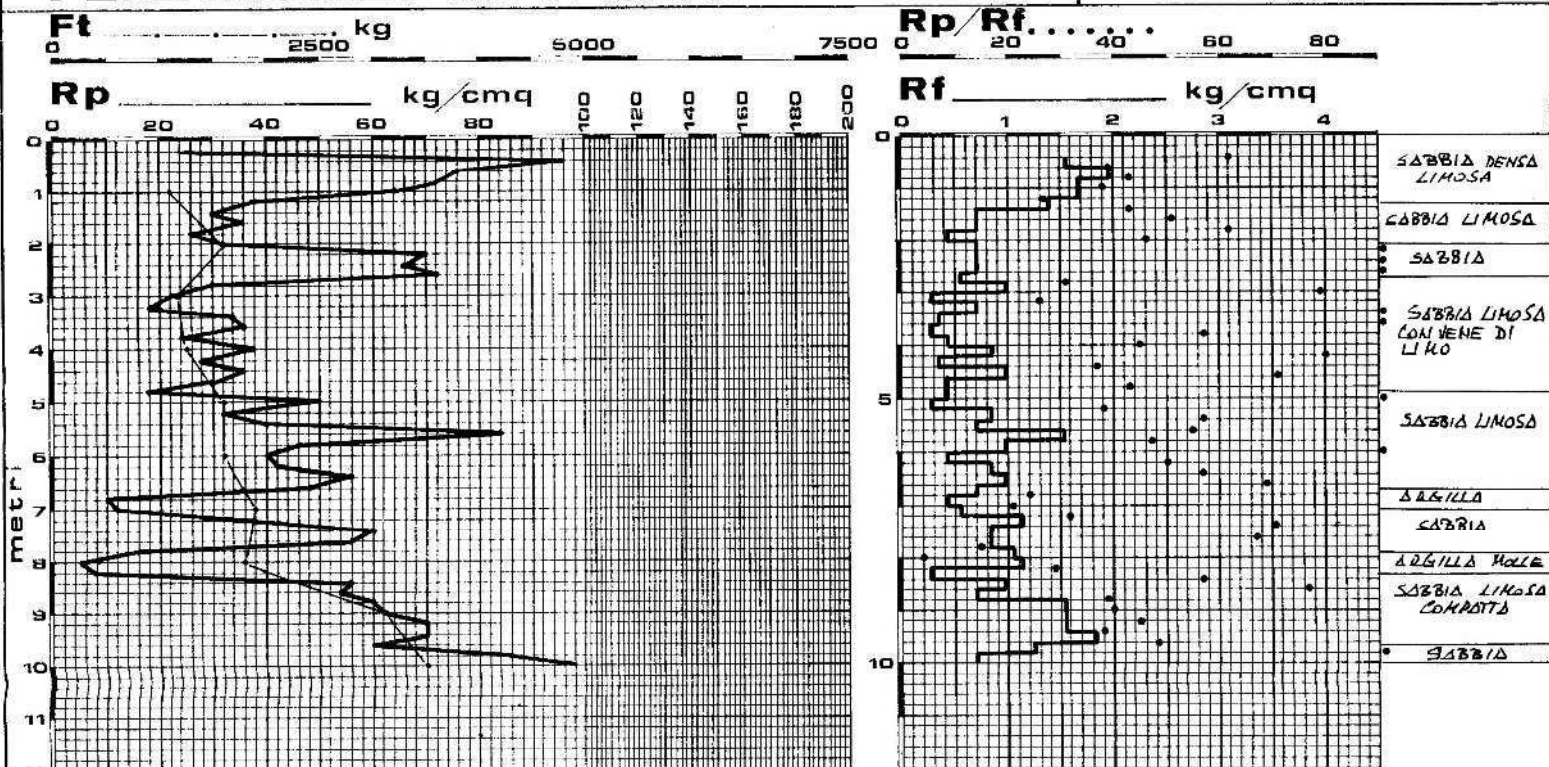 Ft kg
0 2500 5000 7500
Rp kg/cmq
0 20 40 60 80 100 120 140 160 180 200
0
1
2
3
4
5
6
7
8
9
10
11
metri
Rp/Rf
0 20 40 60 80
Rf kg/cmq
0 1 2 3 4
0
5
10
SABBIA DENSA
LIMOSA
SABBIA LIMOSA
SABBIA
SABBIA LIMOSA
CON VENE DI
LIMO
SABBIA LIMOSA
ARGILLA
SABBIA
ARGILLA MOLLE
SABBIA LIMOSA
COMPATTA
SABBIA